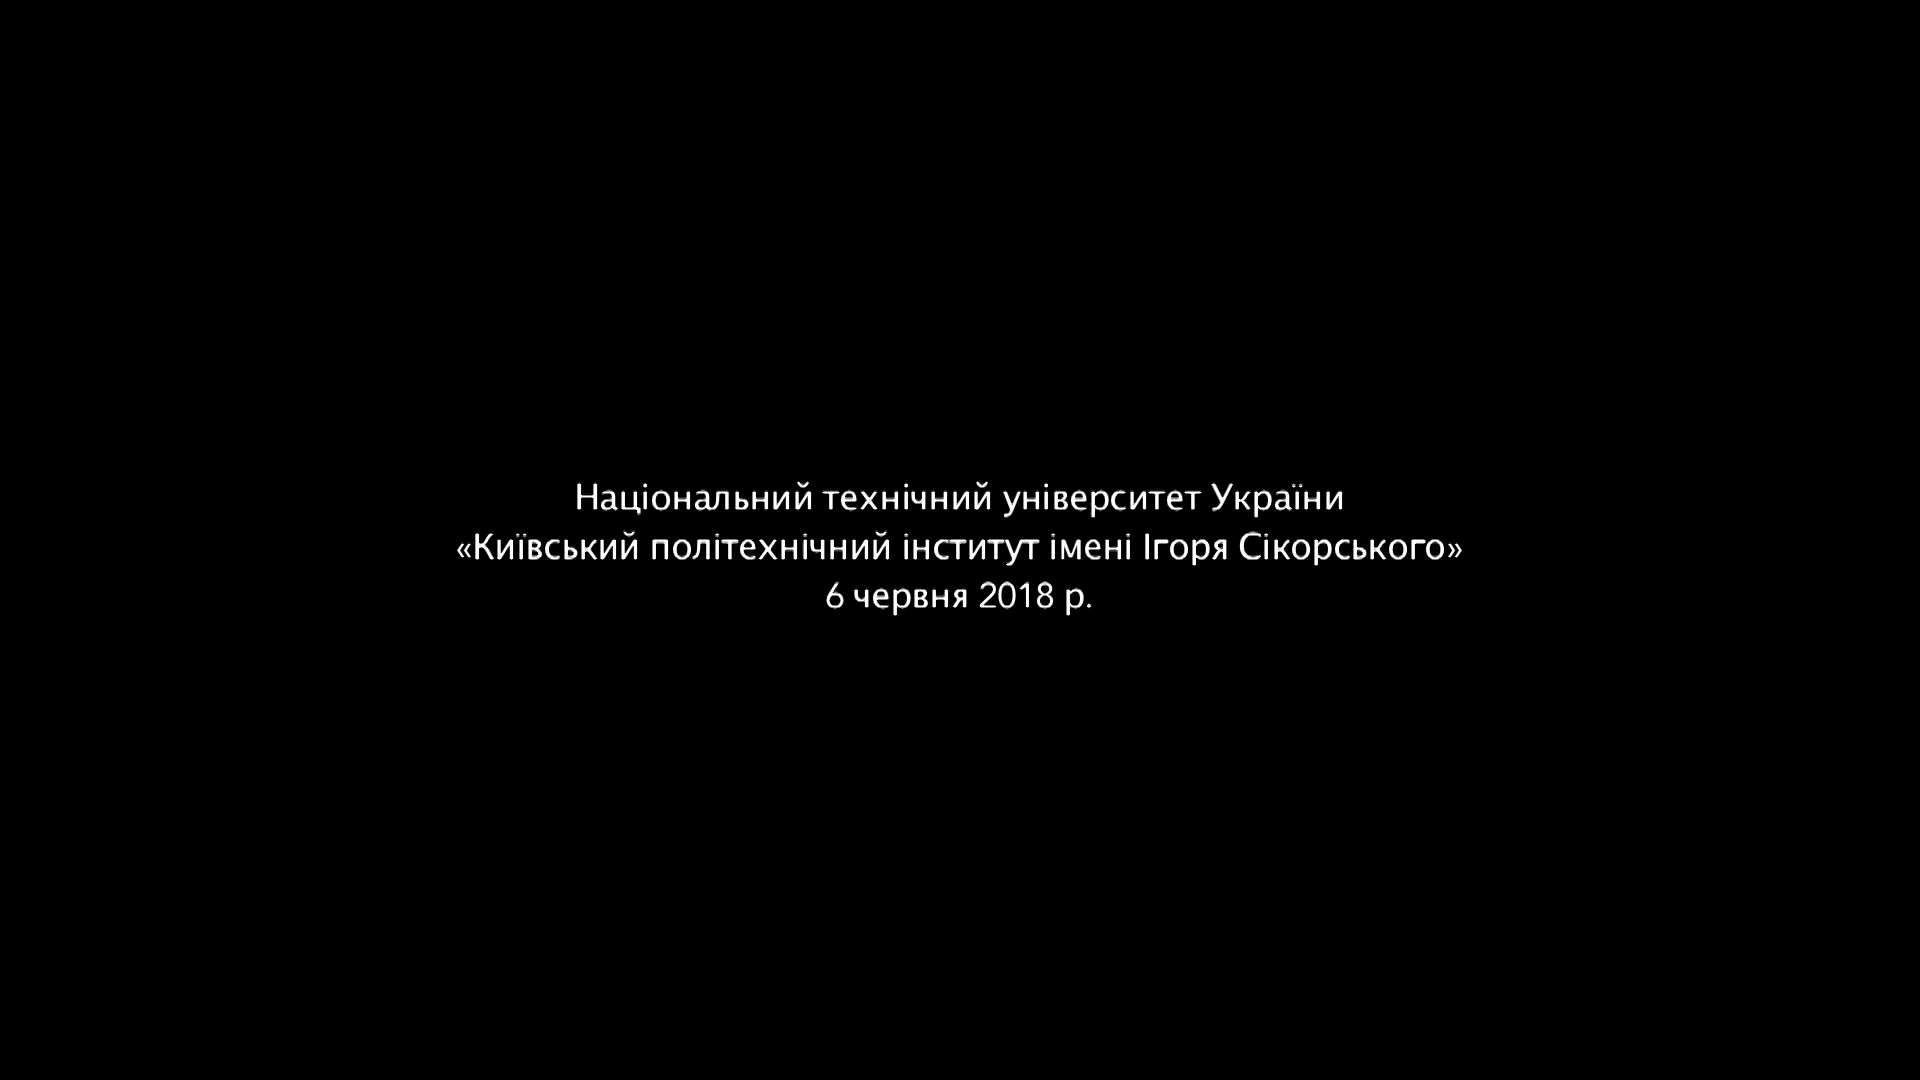 Національний технічний університет України
«Київський політехнічний інститут імені Ігоря Сікорського»
6 червня 2018 р.